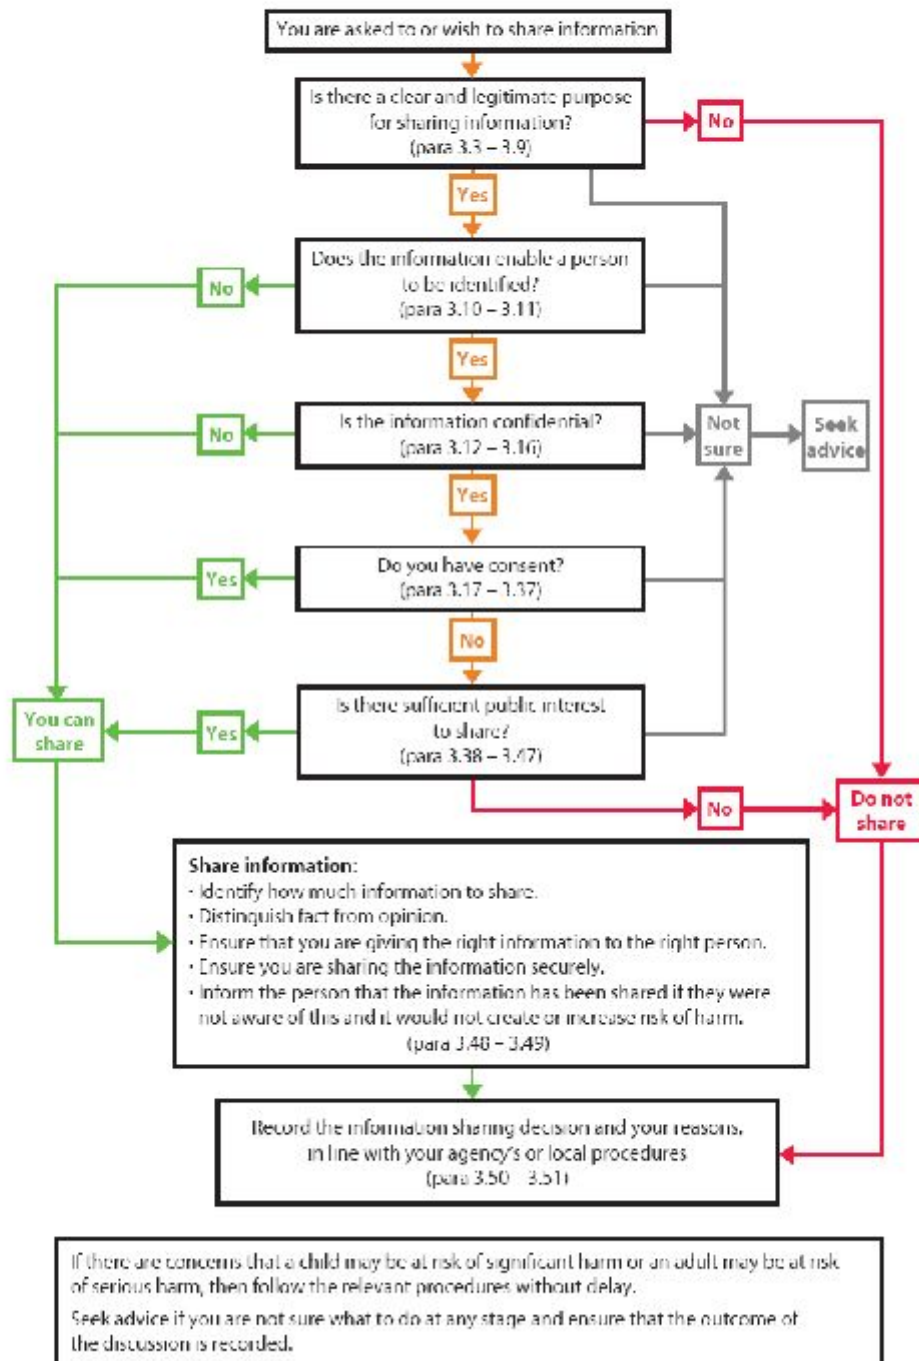 You are asked to or wish to share information
Is there a clear and legitimate purpose
for sharing information?
(para 3.3 – 3.9)
No
Yes
Does the information enable a person
to be identified?
(para 3.10 – 3.11)
No
Yes
Is the information confidential?
(para 3.12 – 3.16)
No
Not
sure
Seek
advice
Yes
Do you have consent?
(para 3.17 – 3.37)
Yes
No
Is there sufficient public interest
to share?
(para 3.38 – 3.47)
You can
share
Yes
No
Do not
share
Share information:
· Identify how much information to share.
· Distinguish fact from opinion.
· Ensure that you are giving the right information to the right person.
· Ensure you are sharing the information securely.
· Inform the person that the information has been shared if they were
not aware of this and it would not create or increase risk of harm.
(para 3.48 – 3.49)
Record the information sharing decision and your reasons,
in line with your agency's or local procedures
(para 3.50 – 3.51)
If there are concerns that a child may be at risk of significant harm or an adult may be at risk
of serious harm, then follow the relevant procedures without delay.
Seek advice if you are not sure what to do at any stage and ensure that the outcome of
the discussion is recorded.